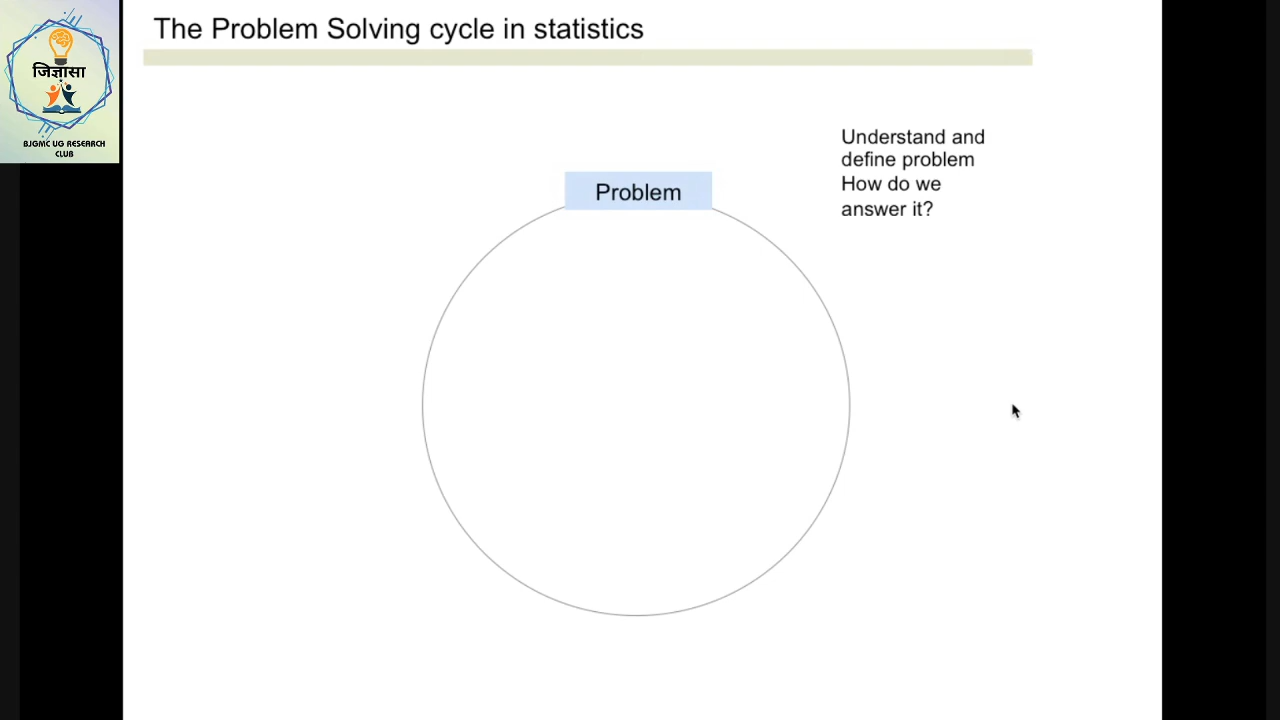 The Problem Solving cycle in statistics
जिज्ञासा
BJGMC UG RESEARCH
CLUB
Understand and
define problem
How do we
answer it?
Problem